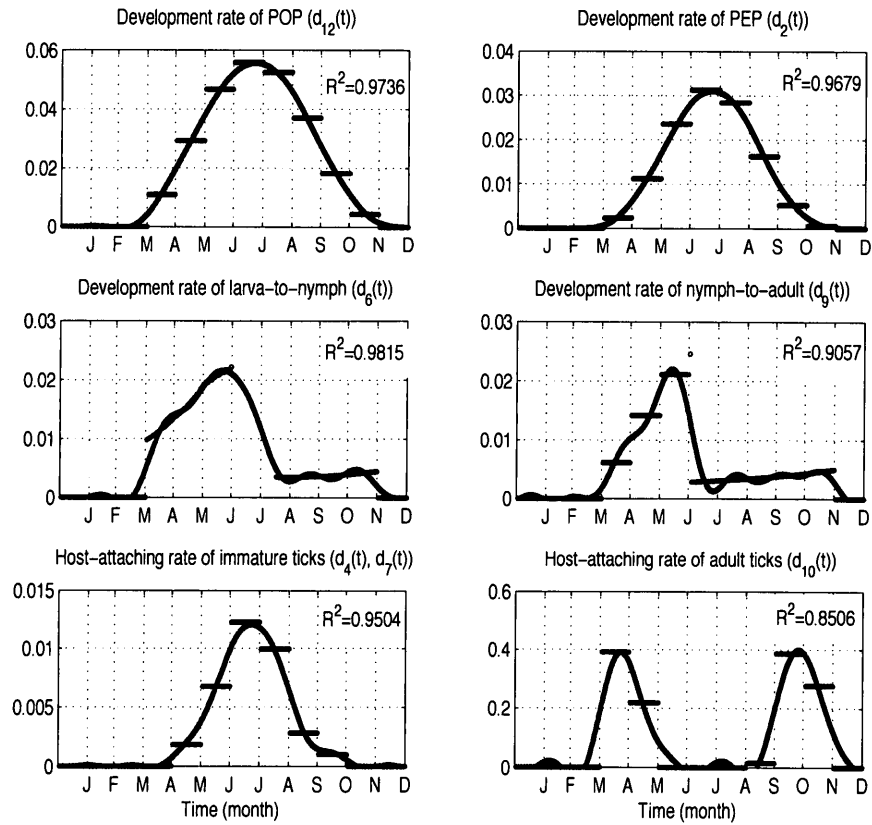 Development rate of POP (d12(t))
0.06
0.04
0.02
0
R2=0.9736
J F M A M J J A S O N D
Development rate of PEP (d2(t))
0.04
0.03
0.02
0.01
0
R2=0.9679
J F M A M J J A S O N D
Development rate of larva-to-nymph (d6(t))
0.03
0.02
0.01
0
R2=0.9815
J F M A M J J A S O N D
Development rate of nymph-to-adult (d9(t))
0.03
0.02
0.01
0
R2=0.9057
J F M A M J J A S O N D
Host-attaching rate of immature ticks (d4(t), d7(t))
0.015
0.01
0.005
0
R2=0.9504
J F M A M J J A S O N D
Time (month)
Host-attaching rate of adult ticks (d10(t))
0.6
0.4
0.2
0
R2=0.8506
J F M A M J J A S O N D
Time (month)